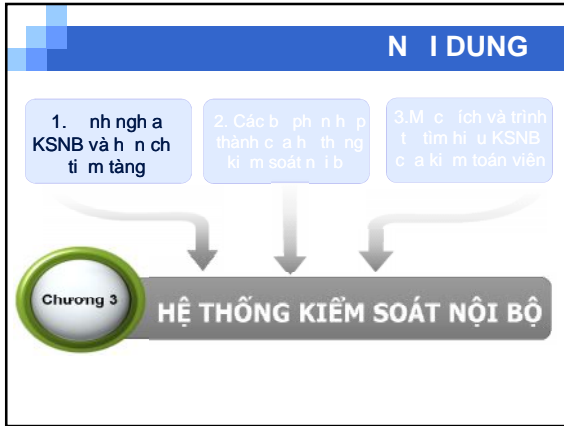 N I DUNG
1. nh ngh a
KSNB và h n ch
ti m tàng
2. Các b ph n h p
thành c a h th ng
ki m soát n i b
3.M c ích và trình
t tìm hi u KSNB
c a ki m toán viên
Chương 3
HỆ THỐNG KIỂM SOÁT NỘI BỘ